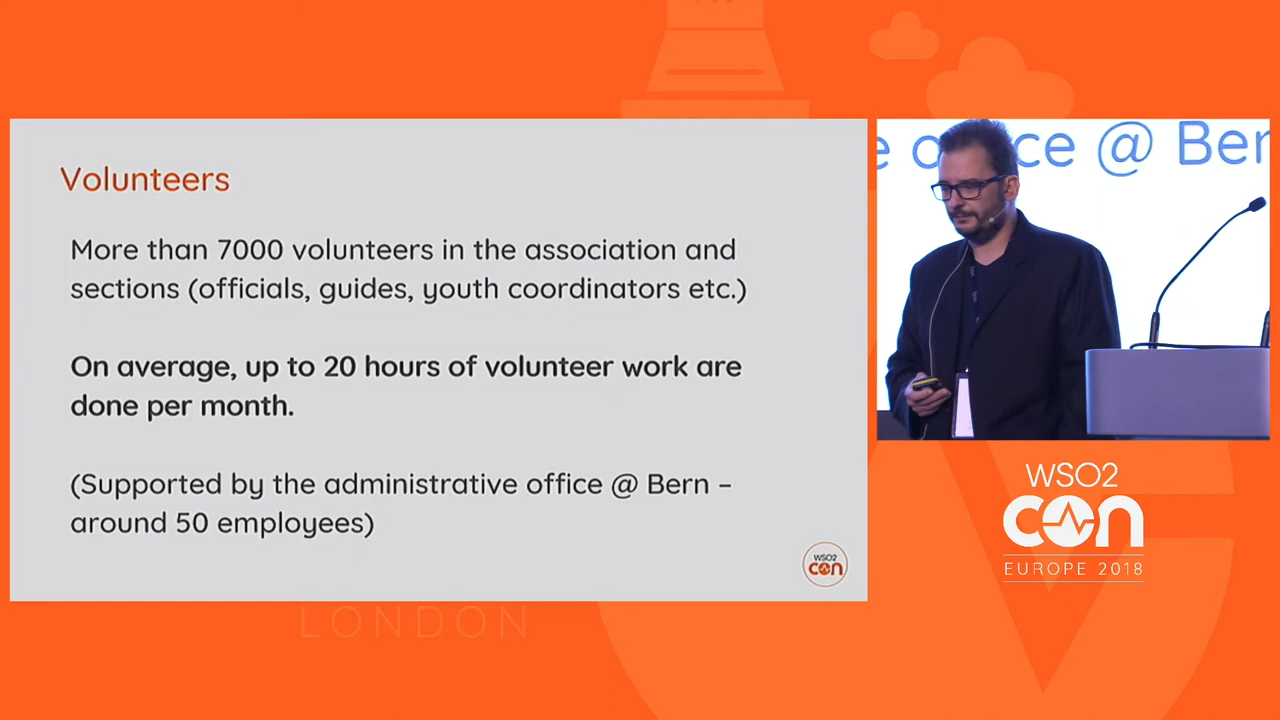 Volunteers
More than 7000 volunteers in the association and
sections (officials, guides, youth coordinators etc.)
On average, up to 20 hours of volunteer work are
done per month.
(Supported by the administrative office @ Bern –
around 50 employees)
WSO2
con
e office @ Ber
WSO2
con
EUROPE 2018
LONDON